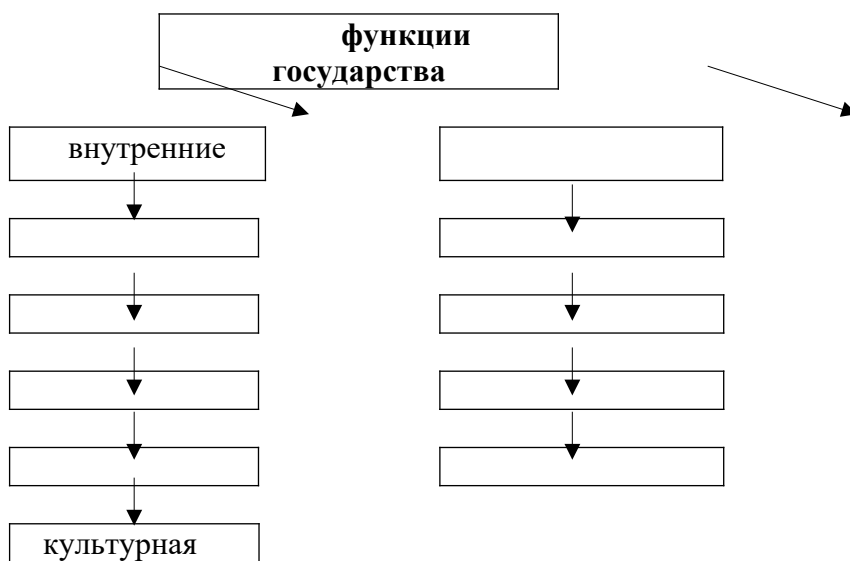 функции
государства
внутренние
культурная